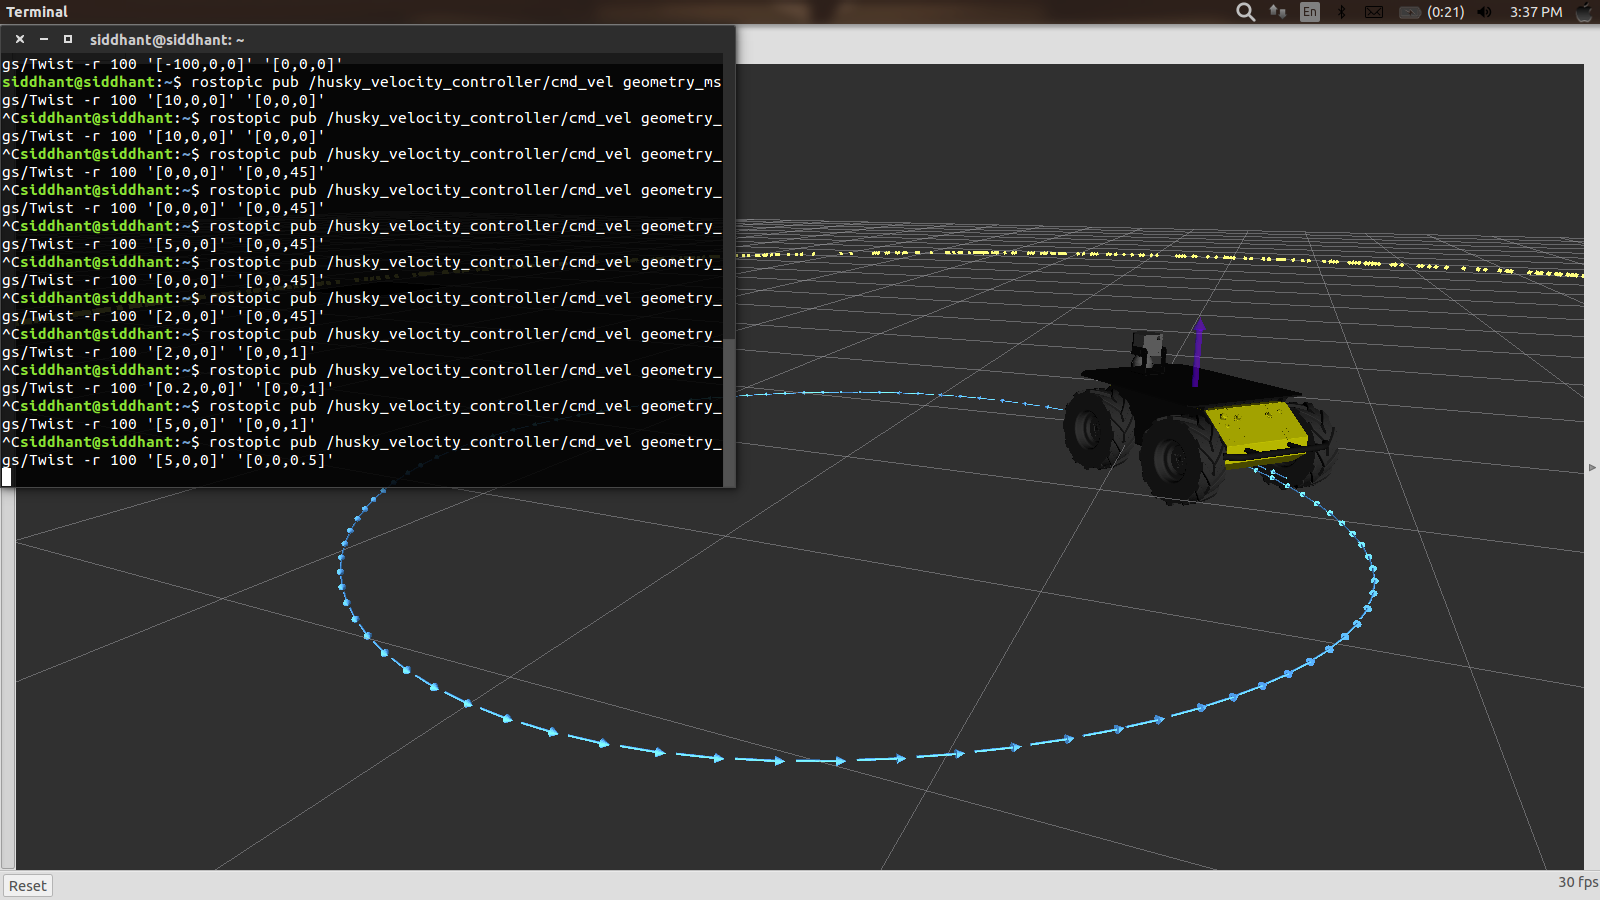 Terminal
En
(0:21)
3:37 PM
siddhant@siddhant: ~
gs/Twist -r 100 '[-100,0,0]' '[0,0,0]'
siddhant@siddhant:~$ rostopic pub /husky_velocity_controller/cmd_vel geometry_ms
gs/Twist -r 100 '[10,0,0]' '[0,0,0]'
^Csiddhant@siddhant:~$ rostopic pub /husky_velocity_controller/cmd_vel geometry_
gs/Twist -r 100 '[10,0,0]' '[0,0,0]'
^Csiddhant@siddhant:~$ rostopic pub /husky_velocity_controller/cmd_vel geometry_
gs/Twist -r 100 '[0,0,0]' '[0,0,45]'
^Csiddhant@siddhant:~$ rostopic pub /husky_velocity_controller/cmd_vel geometry_
gs/Twist -r 100 '[0,0,0]' '[0,0,45]'
^Csiddhant@siddhant:~$ rostopic pub /husky_velocity_controller/cmd_vel geometry_
gs/Twist -r 100 '[5,0,0]' '[0,0,45]'
^Csiddhant@siddhant:~$ rostopic pub /husky_velocity_controller/cmd_vel geometry_
gs/Twist -r 100 '[0,0,0]' '[0,0,45]'
^Csiddhant@siddhant:~$ rostopic pub /husky_velocity_controller/cmd_vel geometry_
gs/Twist -r 100 '[2,0,0]' '[0,0,45]'
^Csiddhant@siddhant:~$ rostopic pub /husky_velocity_controller/cmd_vel geometry_
gs/Twist -r 100 '[2,0,0]' '[0,0,1]'
^Csiddhant@siddhant:~$ rostopic pub /husky_velocity_controller/cmd_vel geometry_
gs/Twist -r 100 '[0.2,0,0]' '[0,0,1]'
^Csiddhant@siddhant:~$ rostopic pub /husky_velocity_controller/cmd_vel geometry_
gs/Twist -r 100 '[5,0,0]' '[0,0,1]'
^Csiddhant@siddhant:~$ rostopic pub /husky_velocity_controller/cmd_vel geometry_
gs/Twist -r 100 '[5,0,0]' '[0,0,0.5]'
Reset
30 fps